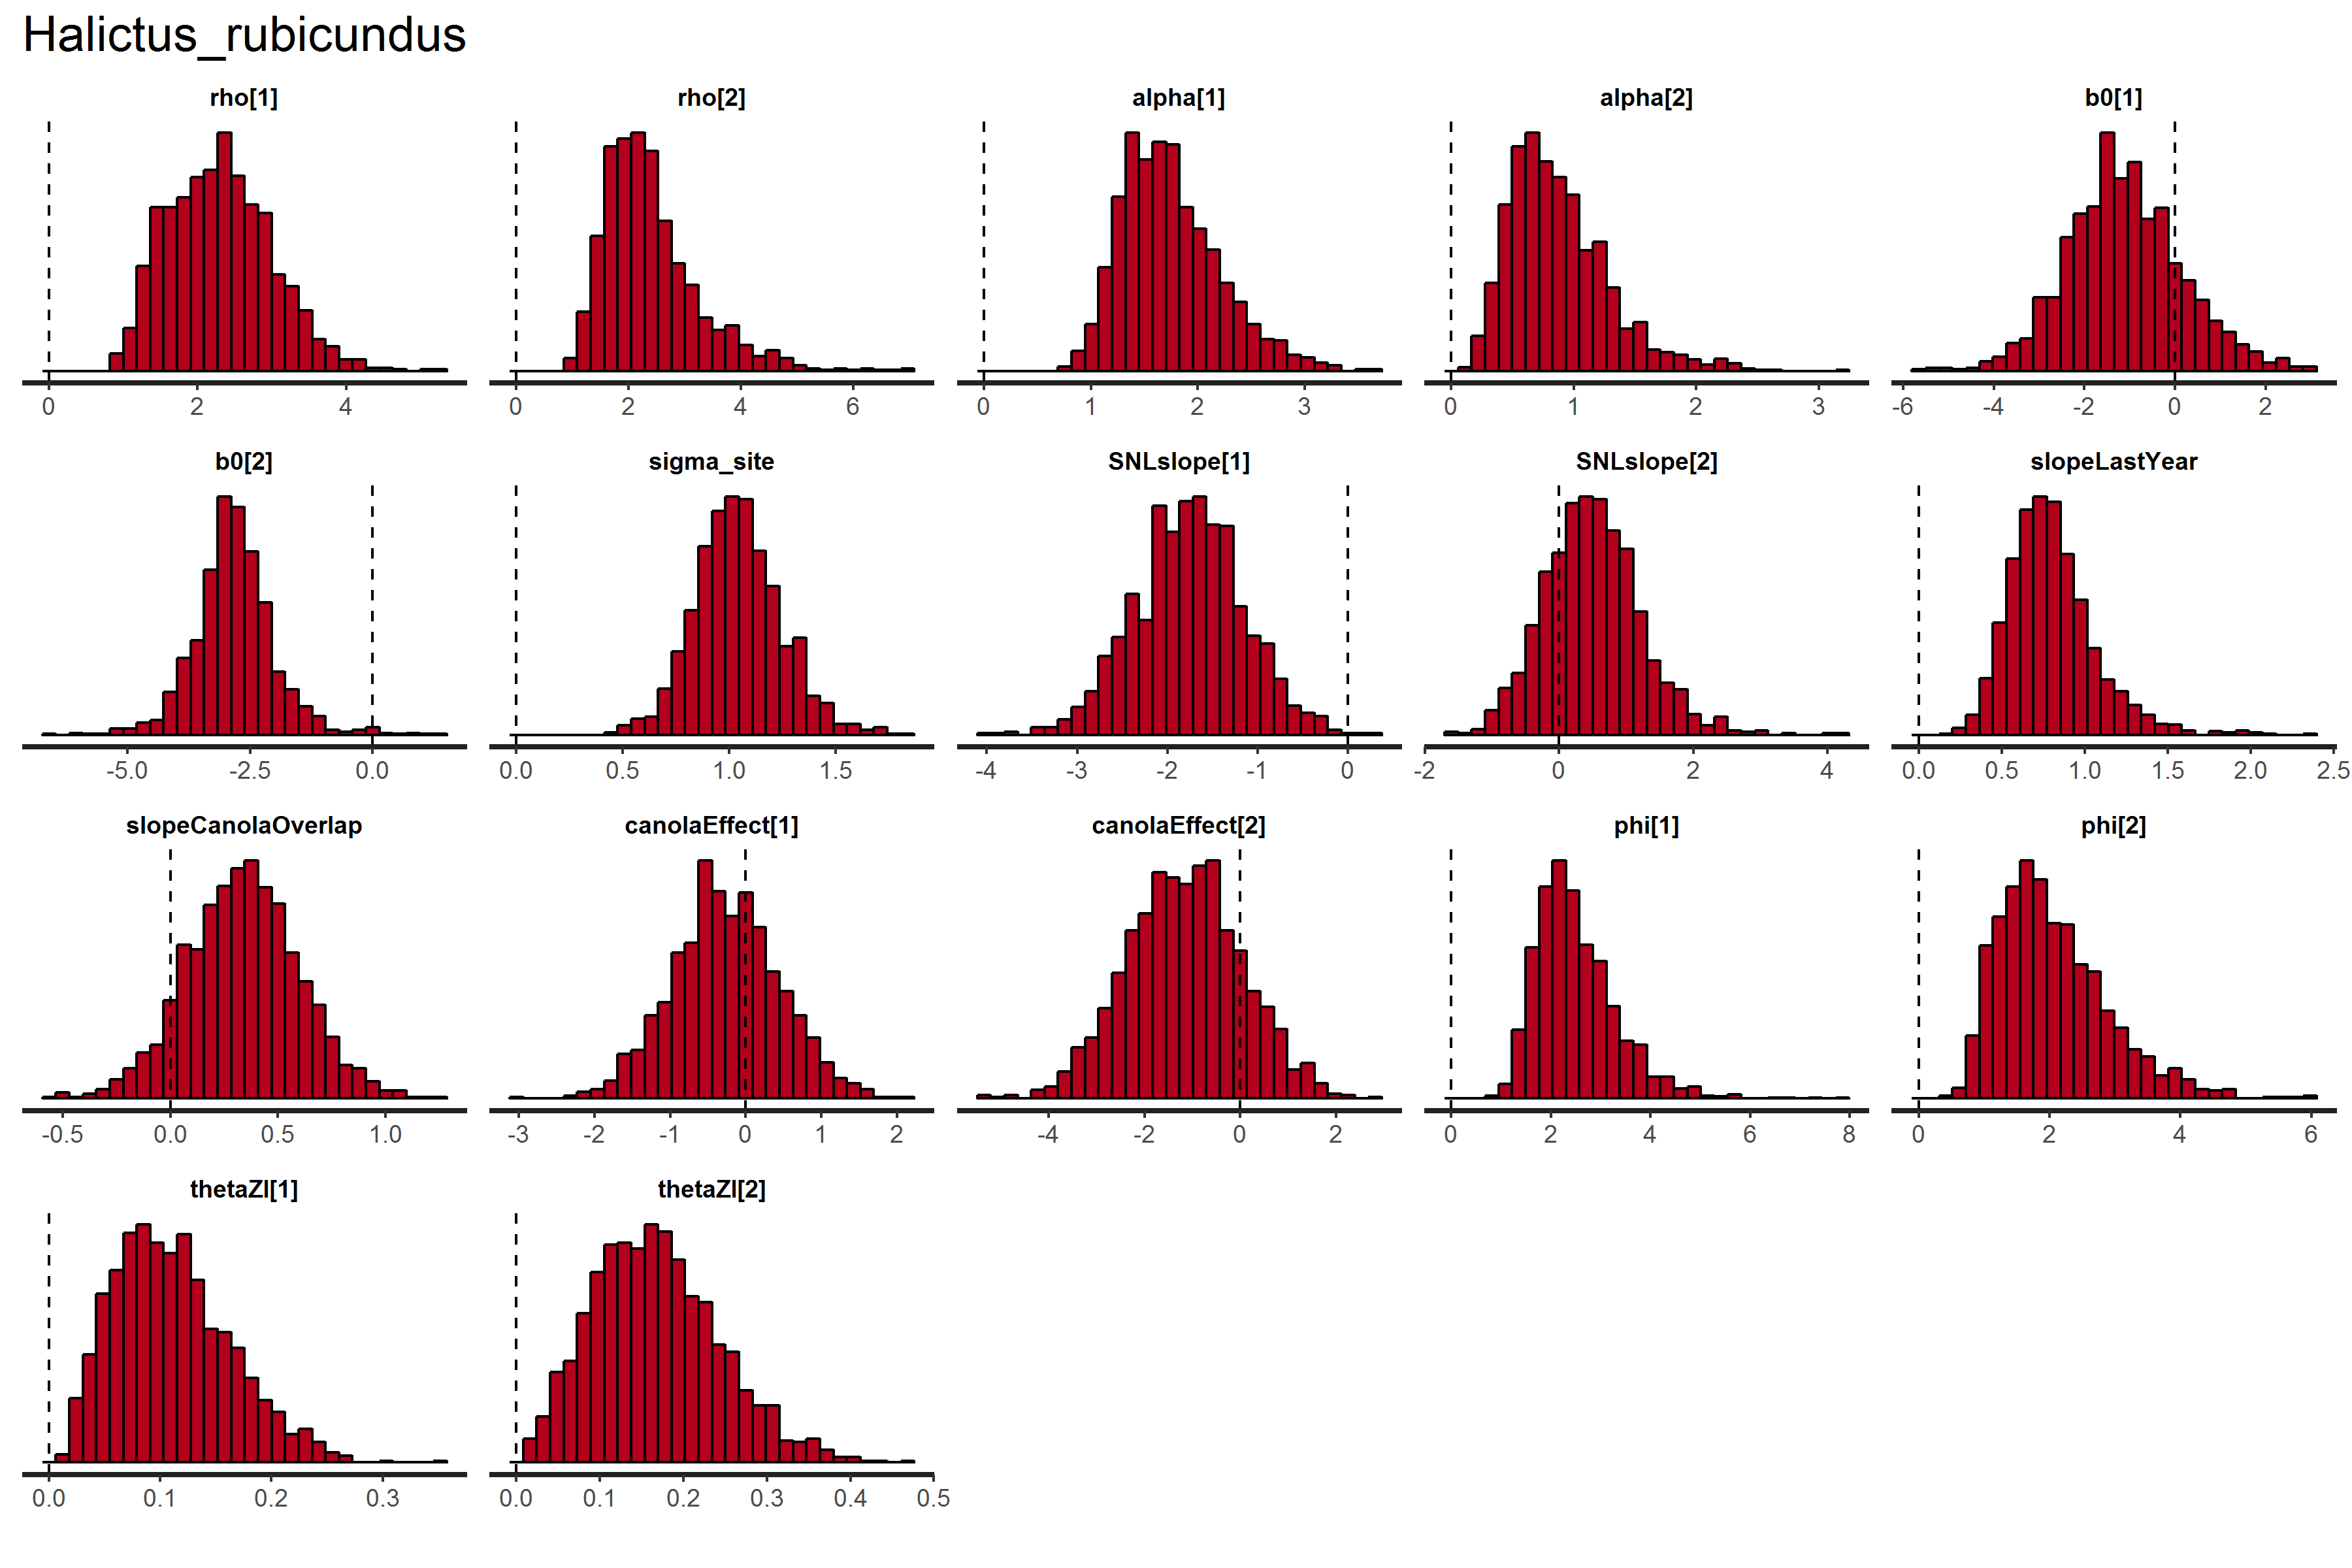 Halictus_rubicundus
rho[1] rho[2] alpha[1] alpha[2] b0[1]
0 2 4 0 2 4 6 0 1 2 3 0 1 2 3 -6 -4 -2 0 2
b0[2] sigma_site SNLslope[1] SNLslope[2] slopeLastYear
-5.0 -2.5 0.0 0.0 0.5 1.0 1.5 -4 -3 -2 -1 0 -2 0 2 4 0.0 0.5 1.0 1.5 2.0 2.5
slopeCanolaOverlap canolaEffect[1] canolaEffect[2] phi[1] phi[2]
-0.5 0.0 0.5 1.0 -3 -2 -1 0 1 2 -4 -2 0 2 0 2 4 6 8 0 2 4 6
thetaZI[1] thetaZI[2]
0.0 0.1 0.2 0.3 0.0 0.1 0.2 0.3 0.4 0.5